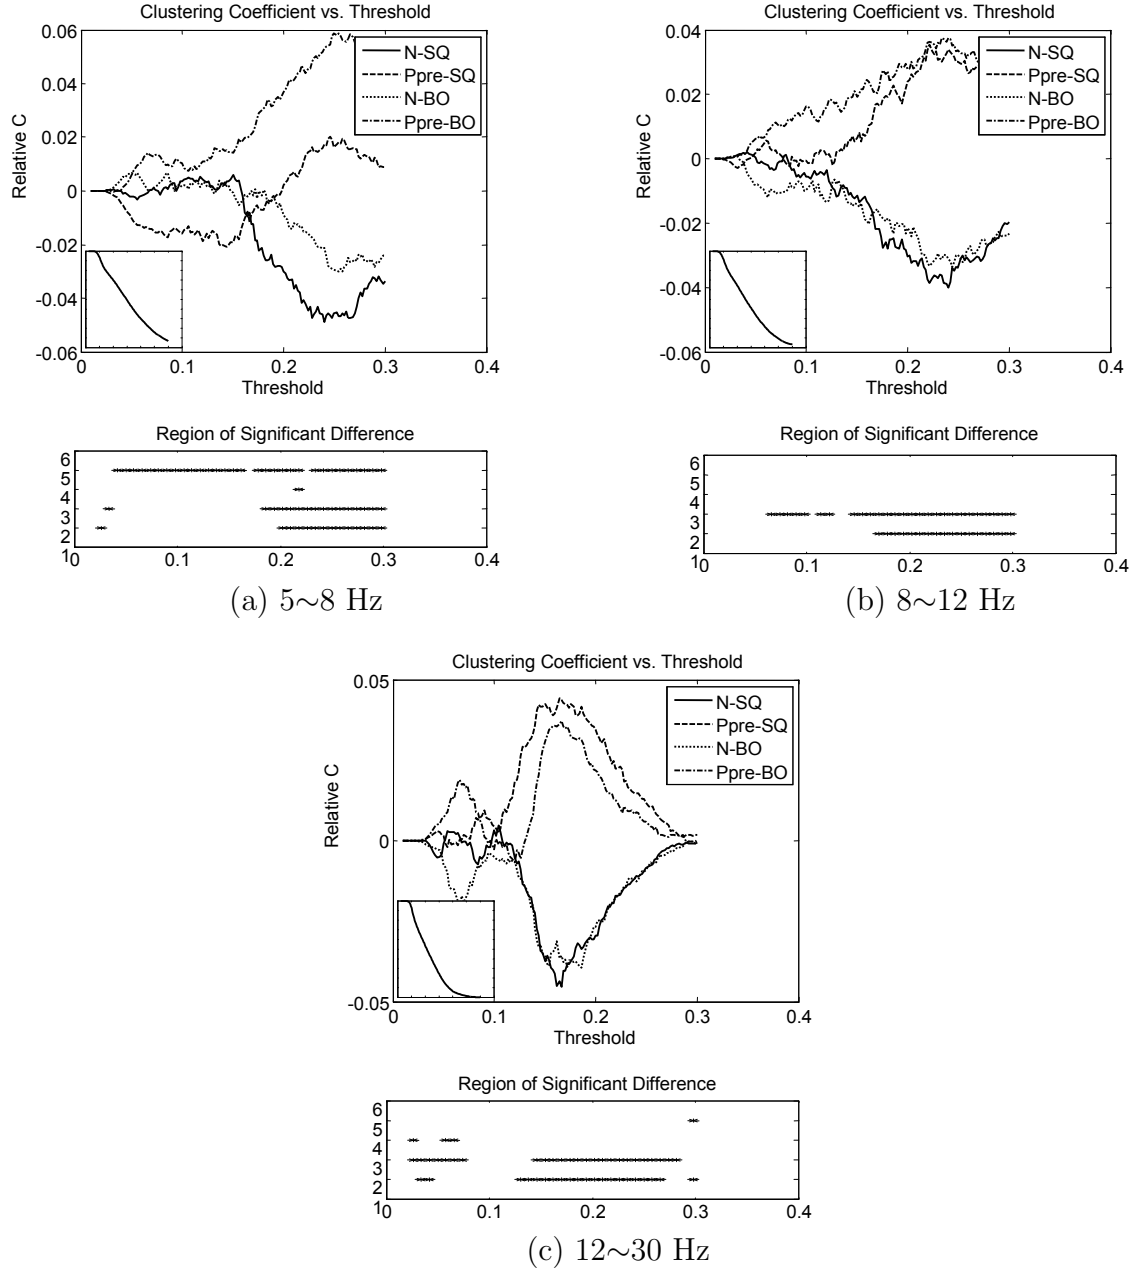 Clustering Coefficient vs. Threshold
0.06
0.04
0.02
0
-0.02
-0.04
-0.06
Relative C
N-SQ
Ppre-SQ
N-BO
Ppre-BO
0 0.1 0.2 0.3 0.4
Threshold
Region of Significant Difference
6
5
4
3
2
1
0 0.1 0.2 0.3 0.4
(a) 5~8 Hz
Clustering Coefficient vs. Threshold
0.04
0.02
0
-0.02
-0.04
-0.06
Relative C
N-SQ
Ppre-SQ
N-BO
Ppre-BO
0 0.1 0.2 0.3 0.4
Threshold
Region of Significant Difference
6
5
4
3
2
1
0 0.1 0.2 0.3 0.4
(b) 8~12 Hz
Clustering Coefficient vs. Threshold
0.05
0
-0.05
Relative C
N-SQ
Ppre-SQ
N-BO
Ppre-BO
0 0.1 0.2 0.3 0.4
Threshold
Region of Significant Difference
6
5
4
3
2
1
0 0.1 0.2 0.3 0.4
(c) 12~30 Hz